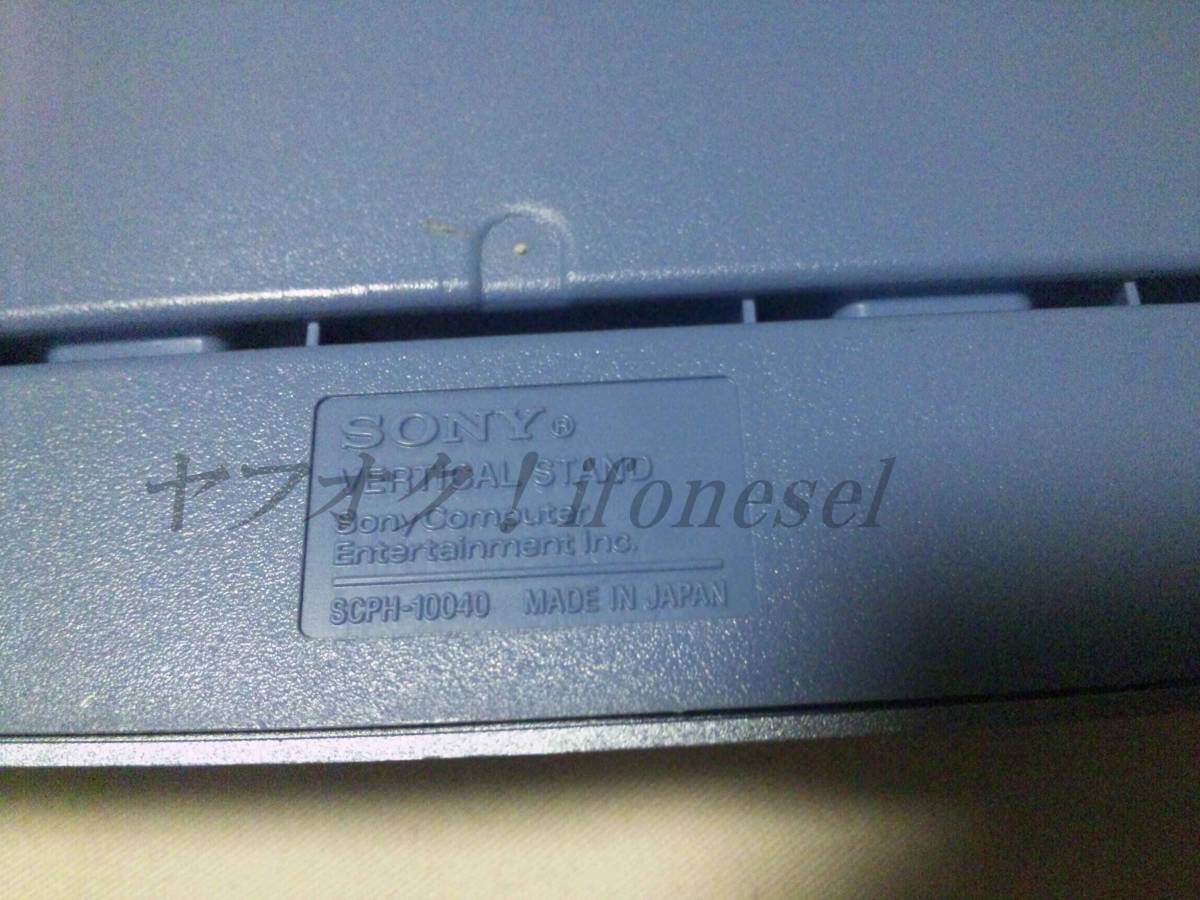 SONY®
VERTICAL STAND
ヤフオク！ifonesel
Sony Computer
Entertainment Inc.
SCPH-10040 MADE IN JAPAN